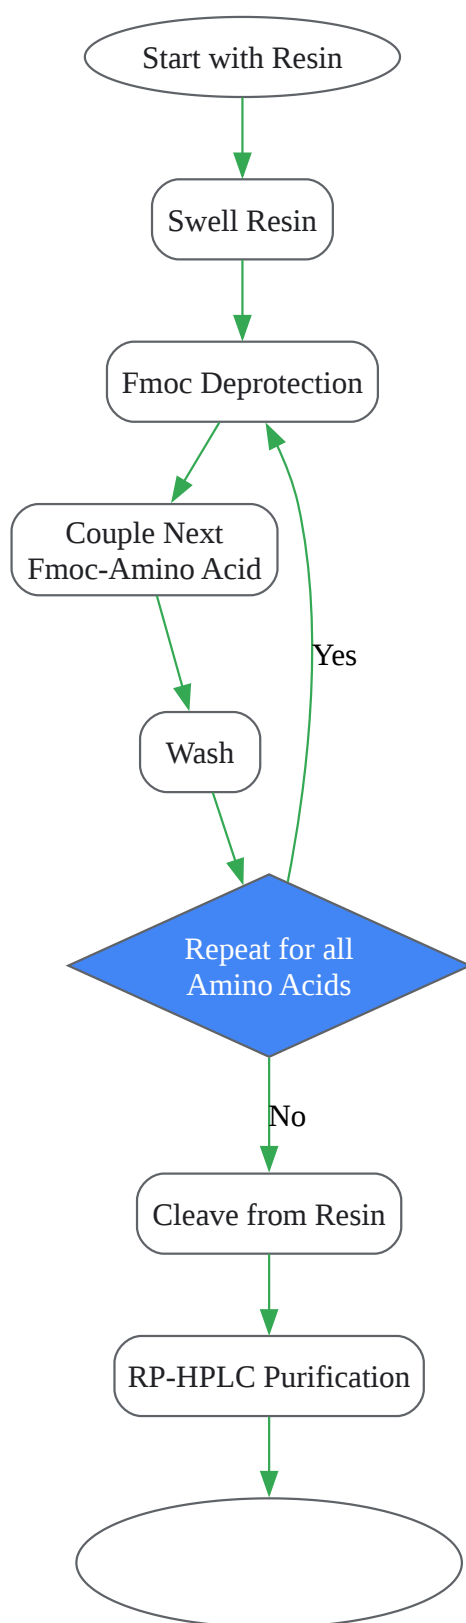 Start with Resin
Swell Resin
Fmoc Deprotection
Couple Next
Fmoc-Amino Acid
Yes
Wash
Repeat for all
Amino Acids
No
Cleave from Resin
RP-HPLC Purification